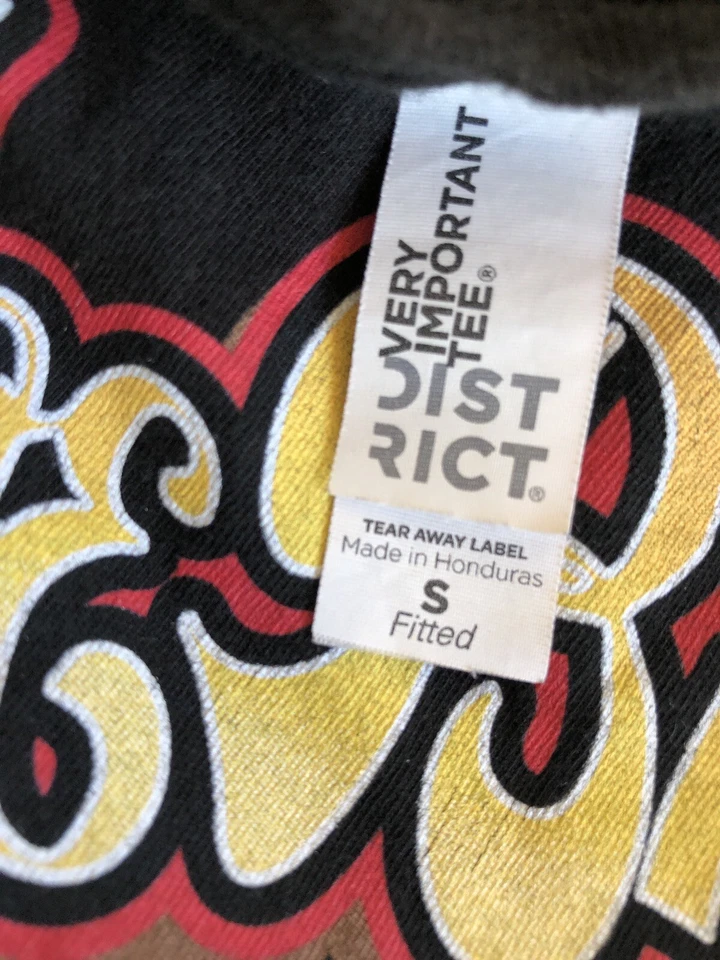 VERY
IMPORTANT
TEE®
DIST
RICT®
TEAR AWAY LABEL
Made in Honduras
S
Fitted